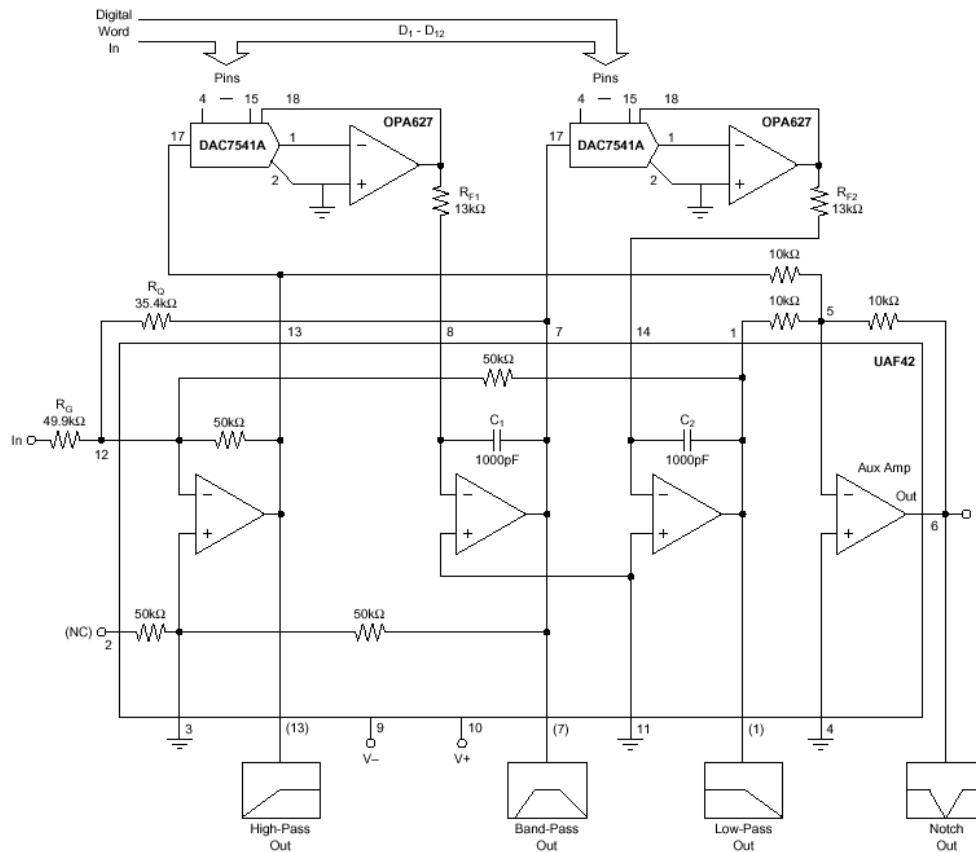 Digital
Word
In
D1 - D12
Pins
Pins
4
15
18
4
15
18
OPA627
OPA627
17
DAC7541A
1
2
–
+
17
DAC7541A
1
2
–
+
RF1
13kΩ
RF2
13kΩ
10kΩ
RQ
35.4kΩ
10kΩ
10kΩ
13
8
7
14
1
5
UAF42
50kΩ
RG
49.9kΩ
In
12
50kΩ
C1
1000pF
C2
1000pF
Aux Amp
Out
–
+
–
+
–
+
–
+
6
50kΩ
50kΩ
(NC)
2
3
(13)
9
10
(7)
11
(1)
4
V–
V+
High-Pass
Out
Band-Pass
Out
Low-Pass
Out
Notch
Out